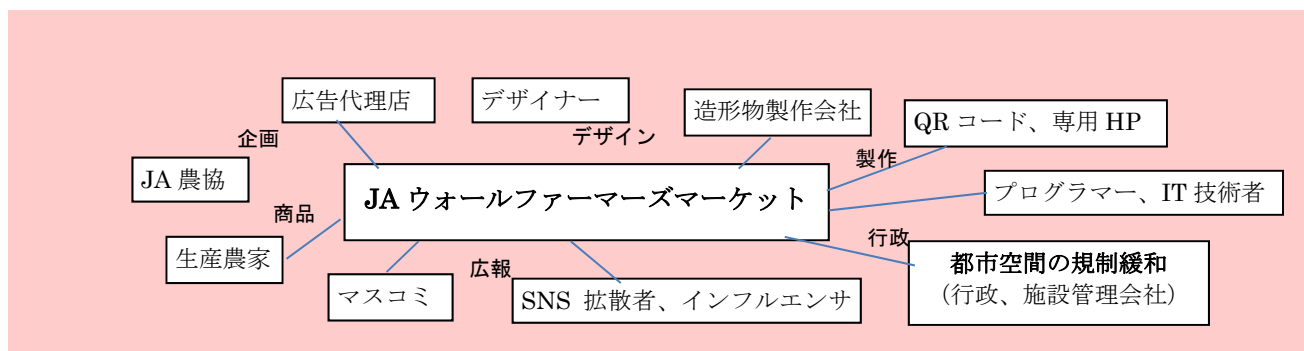 広告代理店
デザイナー
造形物製作会社
QR コード、専用 HP
企画
デザイン
製作
JA 農協
JA ウォールファーマーズマーケット
プログラマー、IT 技術者
商品
生産農家
行政
都市空間の規制緩和
（行政、施設管理会社）
広報
マスコミ
SNS 拡散者、インフルエンサ